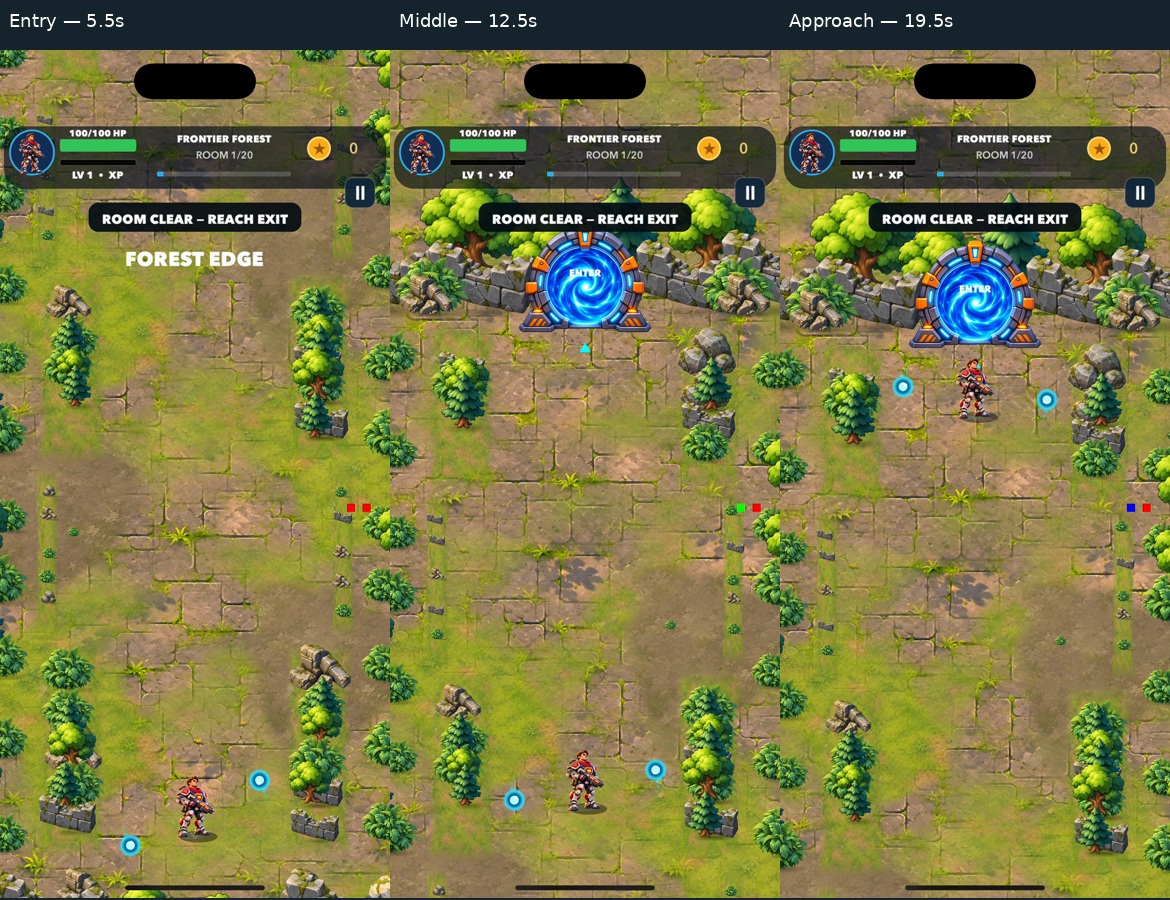 Entry — 5.5s
100/100 HP
FRONTIER FOREST
ROOM 1/20
0
LV 1 • XP
ROOM CLEAR – REACH EXIT
FOREST EDGE
Middle — 12.5s
100/100 HP
FRONTIER FOREST
ROOM 1/20
0
LV 1 • XP
ROOM CLEAR – REACH EXIT
ENTER
Approach — 19.5s
100/100 HP
FRONTIER FOREST
ROOM 1/20
0
LV 1 • XP
ROOM CLEAR – REACH EXIT
ENTER